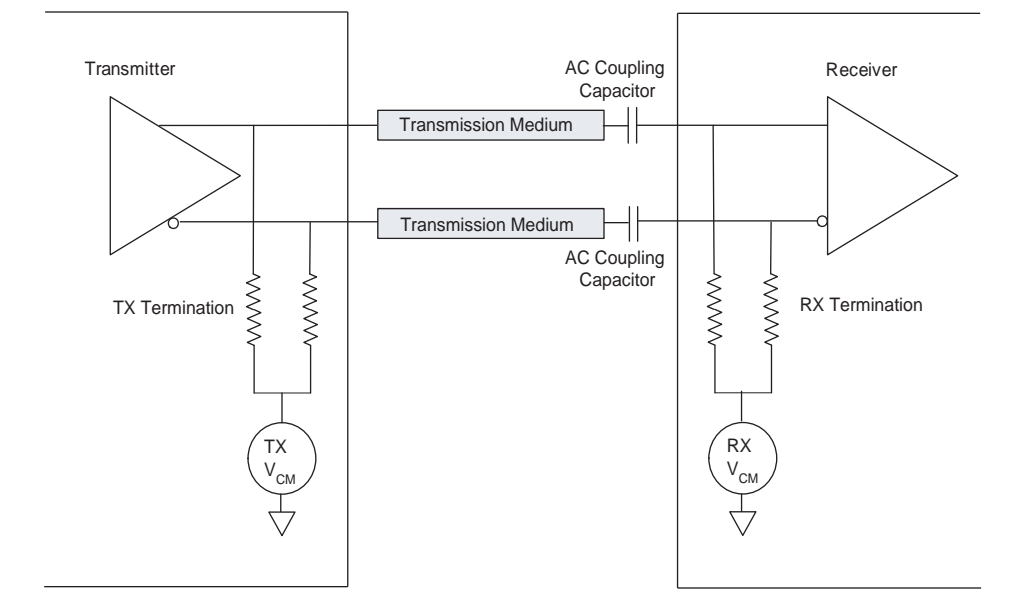 Transmitter
AC Coupling
Capacitor
Receiver
Transmission Medium
Transmission Medium
AC Coupling
Capacitor
TX Termination
RX Termination
TX
VCM
RX
VCM